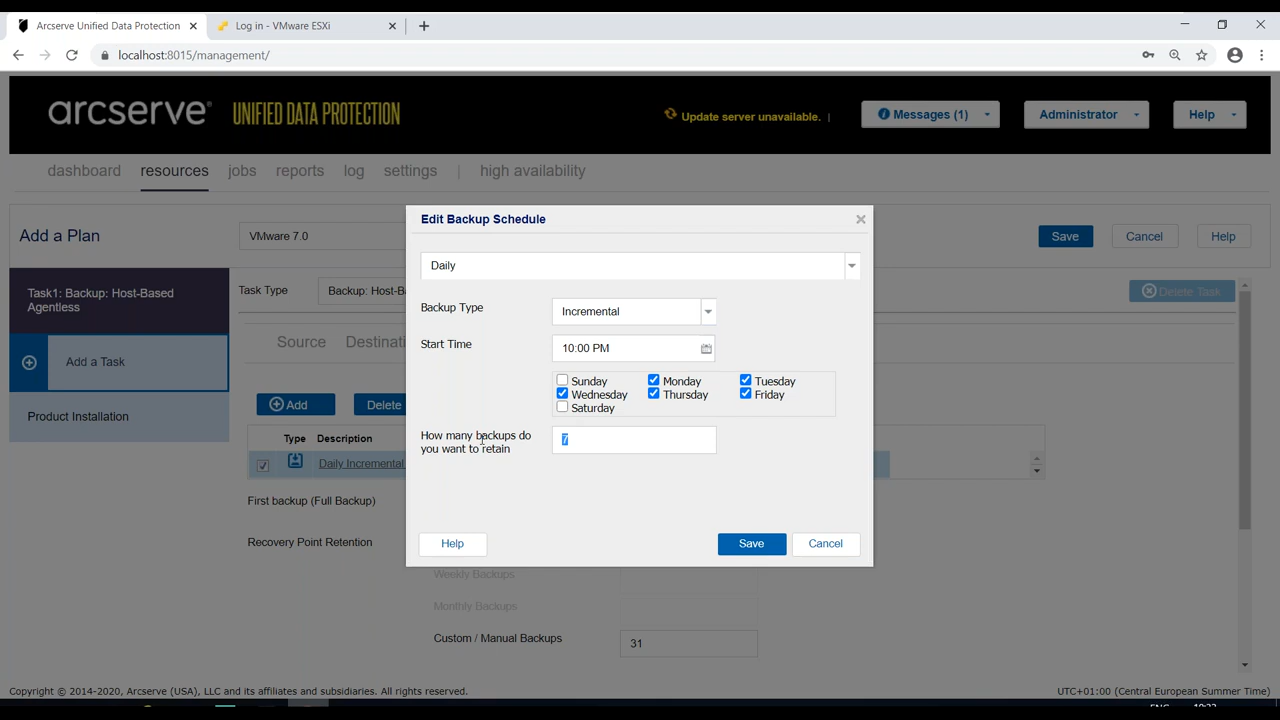 Arcserve Unified Data Protection
Log in - VMware ESXi
localhost:8015/management/
arcserve® UNIFIED DATA PROTECTION
Update server unavailable. |
Messages (1)
Administrator
Help
dashboard resources jobs reports log settings | high availability
Add a Plan
VMware 7.0
Save
Cancel
Help
Task1: Backup: Host-Based
Agentless
Add a Task
Product Installation
Task Type
Backup: Host-B
Delete Task
Source
Destinati
Add
Delete
Type Description
Daily Incremental
First backup (Full Backup)
Recovery Point Retention
Weekly Backups
Monthly Backups
Custom / Manual Backups
31
Edit Backup Schedule
Daily
Backup Type
Incremental
Start Time
10:00 PM
Sunday Monday Tuesday
Wednesday Thursday Friday
Saturday
How many backups do
you want to retain
7
Help
Save
Cancel
Copyright © 2014-2020, Arcserve (USA), LLC and its affiliates and subsidiaries. All rights reserved.
UTC+01:00 (Central European Summer Time)